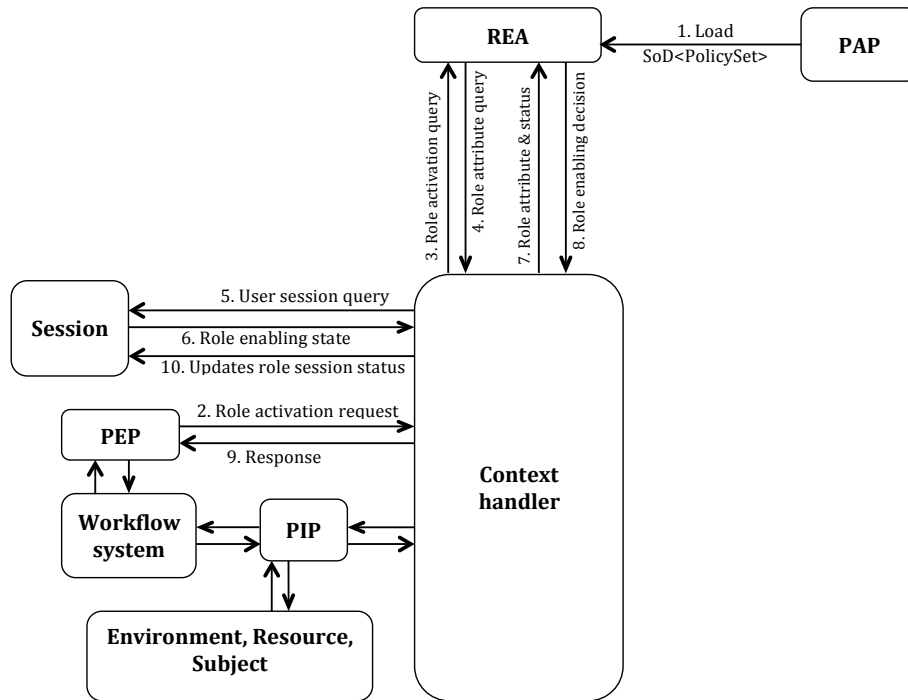 REA
1. Load
SoD<PolicySet>
PAP
3. Role activation query
4. Role attribute query
7. Role attribute & status
8. Role enabling decision
Session
5. User session query
6. Role enabling state
10. Updates role session status
PEP
2. Role activation request
9. Response
Context
handler
Workflow
system
PIP
Environment, Resource,
Subject